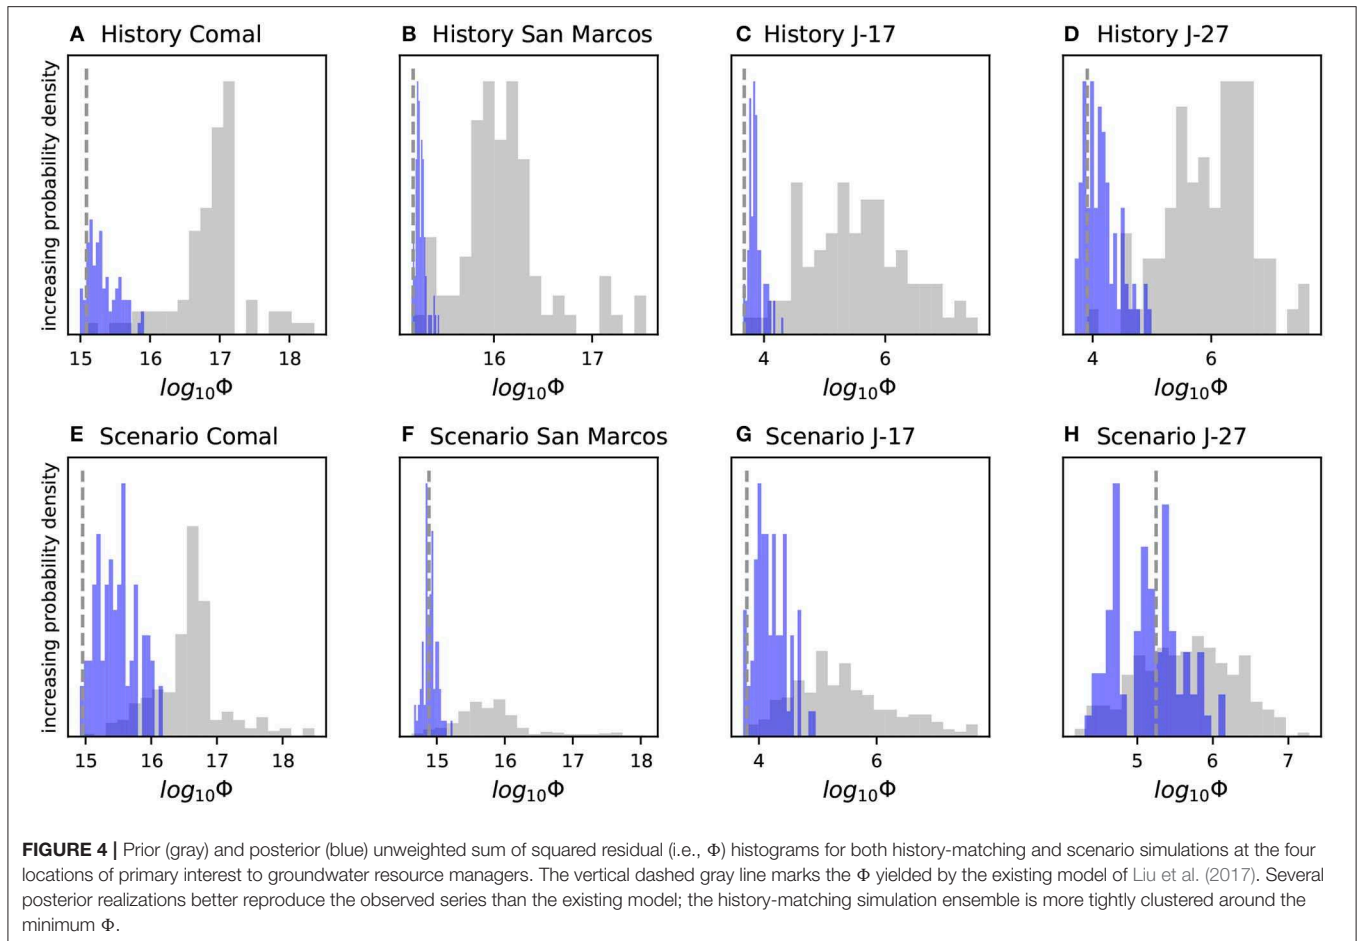 A History Comal
B History San Marcos
C History J-17
D History J-27
increasing probability density
15 16 17 18
16 17
4 6
4 6
log10Φ
log10Φ
log10Φ
log10Φ
E Scenario Comal
F Scenario San Marcos
G Scenario J-17
H Scenario J-27
increasing probability density
15 16 17 18
15 16 17 18
4 6
5 6 7
log10Φ
log10Φ
log10Φ
log10Φ
FIGURE 4 | Prior (gray) and posterior (blue) unweighted sum of squared residual (i.e., Φ) histograms for both history-matching and scenario simulations at the four
locations of primary interest to groundwater resource managers. The vertical dashed gray line marks the Φ yielded by the existing model of Liu et al. (2017). Several
posterior realizations better reproduce the observed series than the existing model; the history-matching simulation ensemble is more tightly clustered around the
minimum Φ.